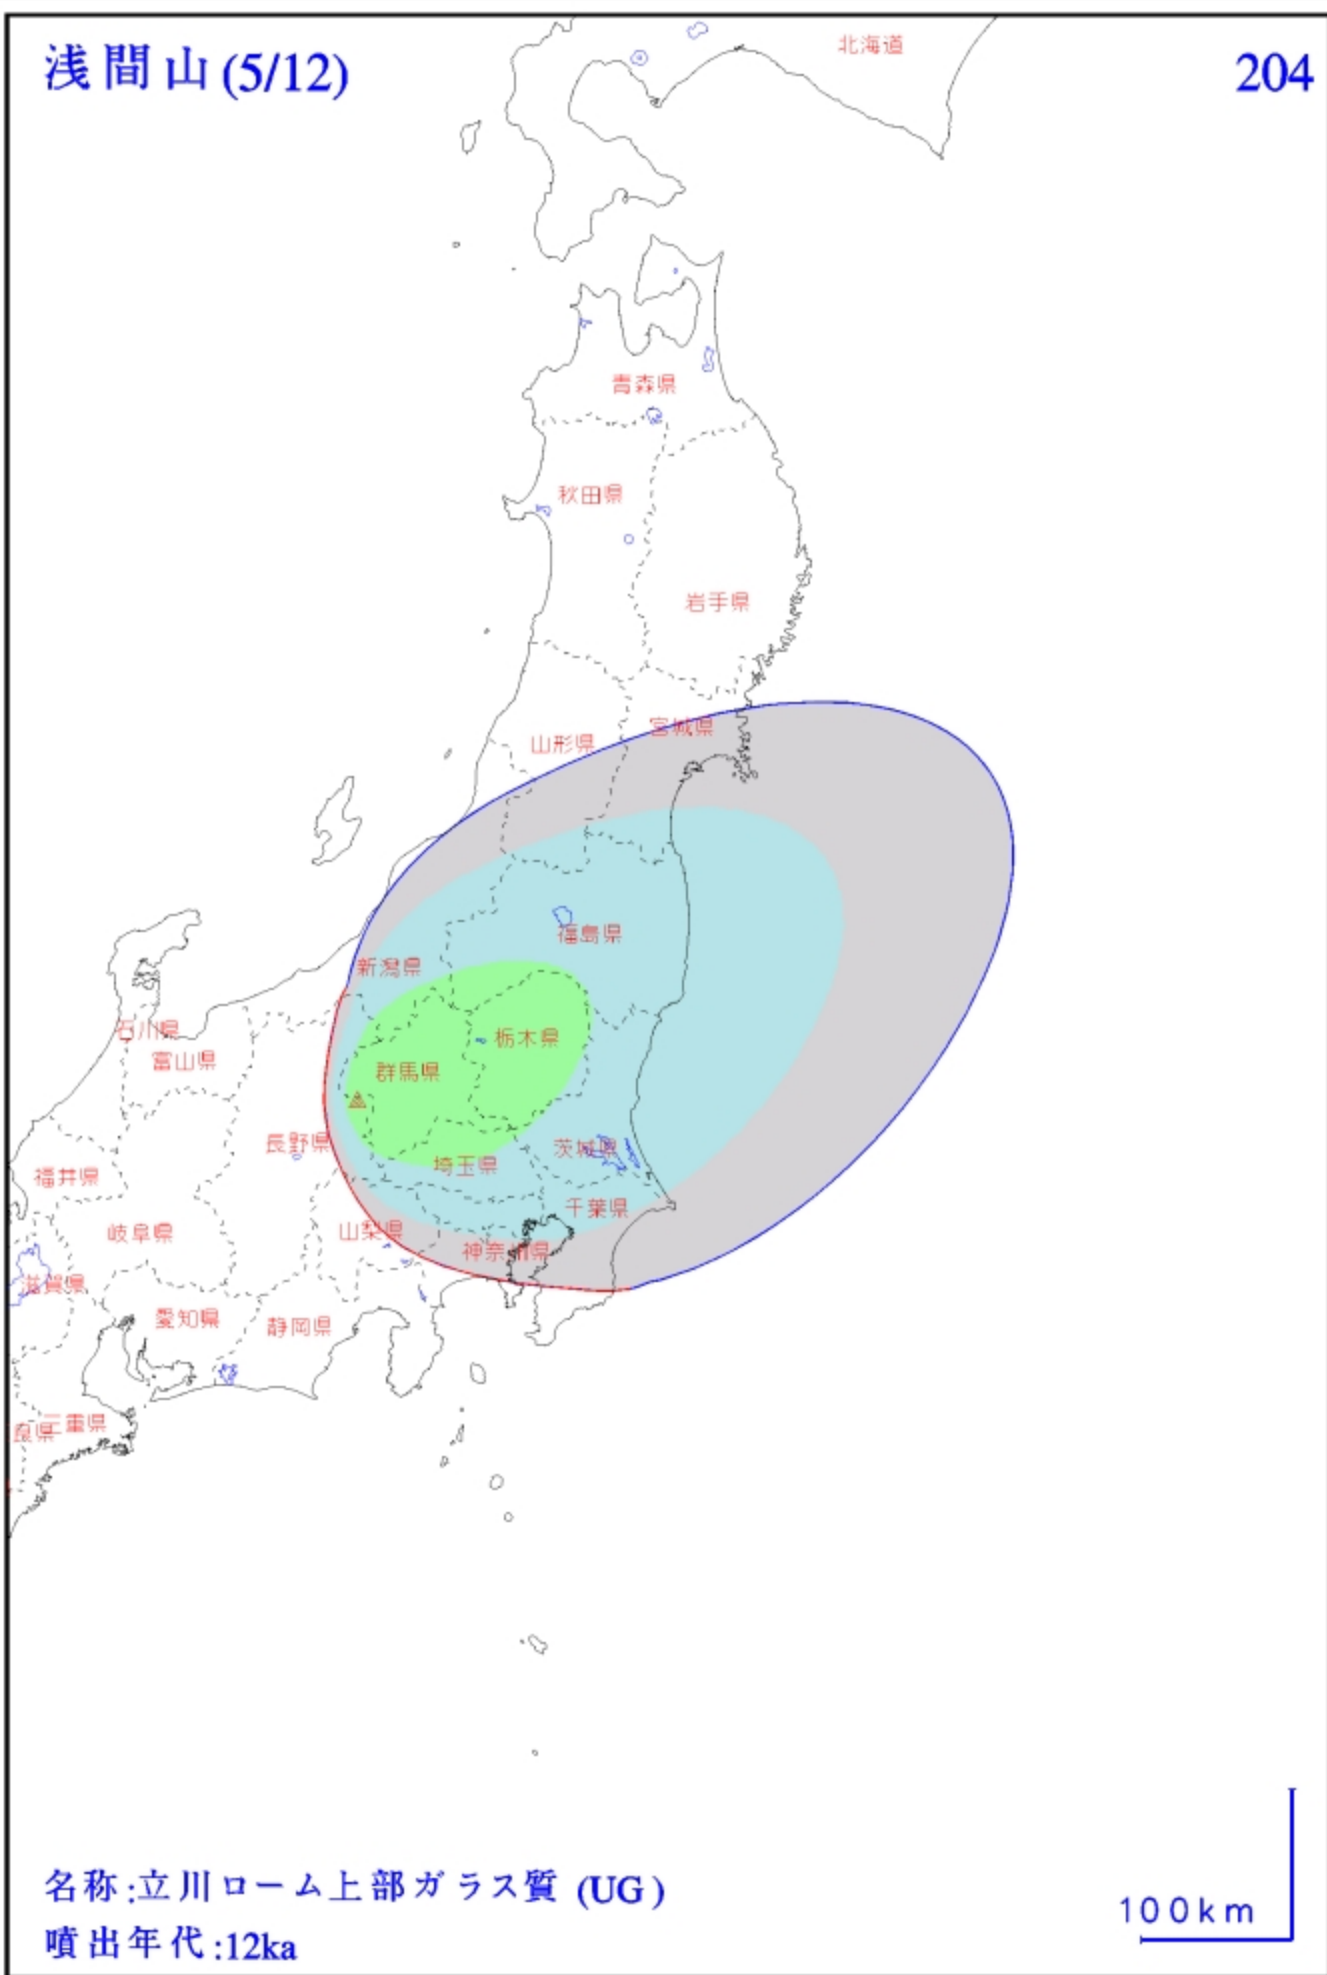 浅間山(5/12)
204
北海道
青森県
秋田県
岩手県
宮城県
山形県
福島県
新潟県
石川県
栃木県
富山県
群馬県
長野県
茨城県
埼玉県
福井県
千葉県
山梨県
岐阜県
神奈川県
滋賀県
愛知県
静岡県
三重県
良県
名称:立川ローム上部ガラス質 (UG)
100km
噴出年代:12ka